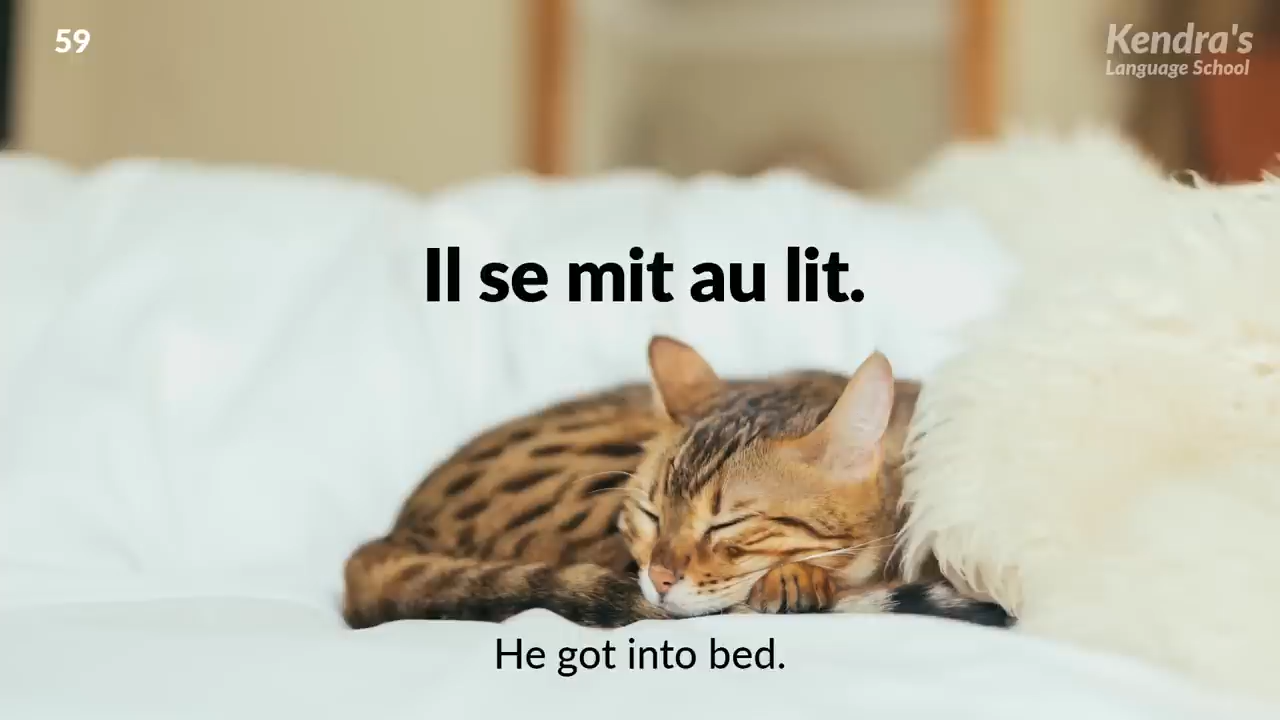 59
Kendra's
Language School
Il se mit au lit.
He got into bed.